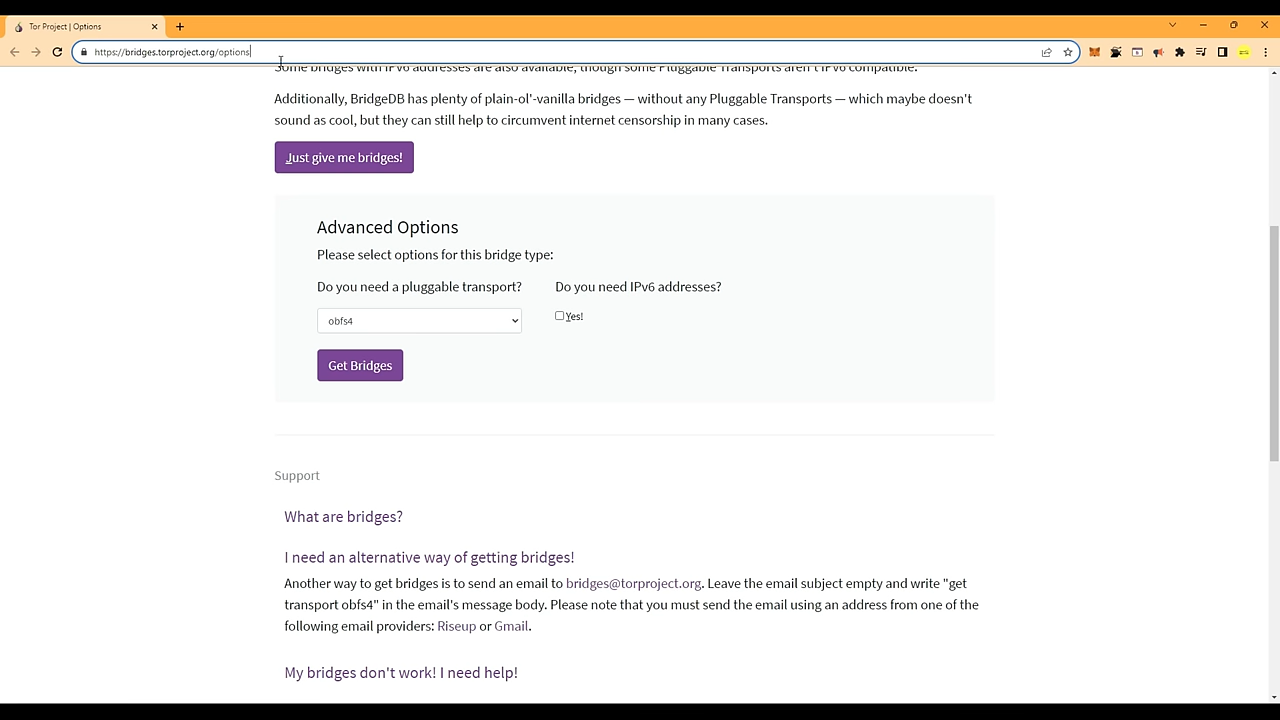 Tor Project | Options
https://bridges.torproject.org/options
Some bridges with IPv6 addresses are also available, though some Pluggable Transports aren't IPv6 compatible.
Additionally, BridgeDB has plenty of plain-ol'-vanilla bridges — without any Pluggable Transports — which maybe doesn't
sound as cool, but they can still help to circumvent internet censorship in many cases.
Just give me bridges!
Advanced Options
Please select options for this bridge type:
Do you need a pluggable transport?
Do you need IPv6 addresses?
obfs4
Yes!
Get Bridges
Support
What are bridges?
I need an alternative way of getting bridges!
Another way to get bridges is to send an email to bridges@torproject.org. Leave the email subject empty and write "get
transport obfs4" in the email's message body. Please note that you must send the email using an address from one of the
following email providers: Riseup or Gmail.
My bridges don't work! I need help!